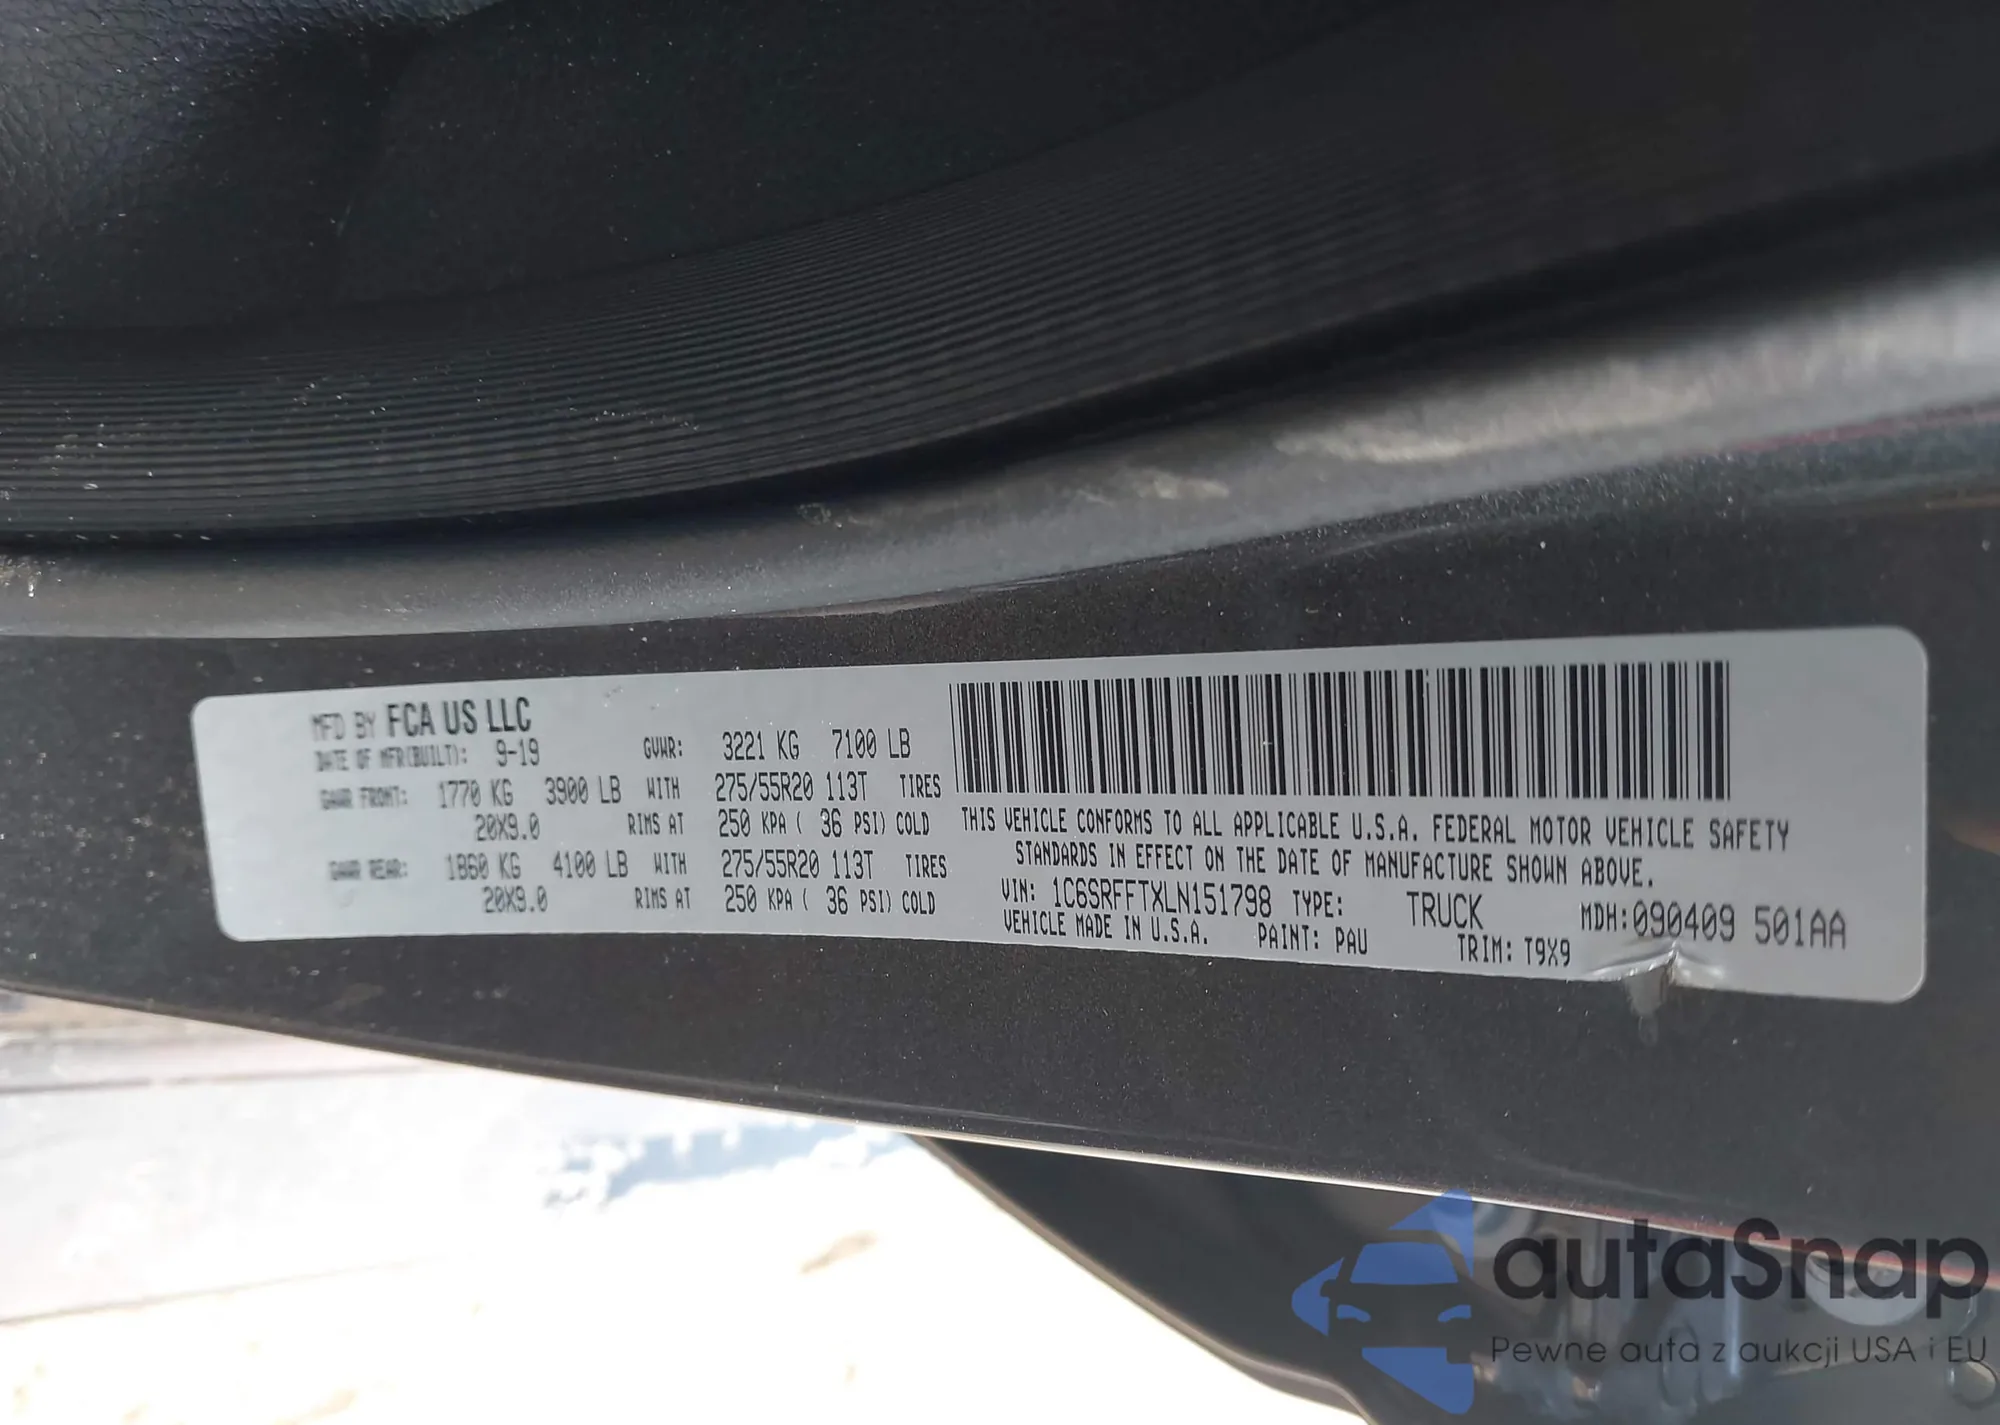 MFD BY FCA US LLC
DATE OF MFR(BUILT): 9-19 GVWR: 3221 KG 7100 LB
GAWR FRONT: 1770 KG 3900 LB WITH 275/55R20 113T TIRES
20X9.0 RIMS AT 250 KPA ( 36 PSI) COLD
GAWR REAR: 1860 KG 4100 LB WITH 275/55R20 113T TIRES
20X9.0 RIMS AT 250 KPA ( 36 PSI) COLD
THIS VEHICLE CONFORMS TO ALL APPLICABLE U.S.A. FEDERAL MOTOR VEHICLE SAFETY
STANDARDS IN EFFECT ON THE DATE OF MANUFACTURE SHOWN ABOVE.
VIN: 1C6SRFFTXLN151798 TYPE: TRUCK MDH:090409 501AA
VEHICLE MADE IN U.S.A. PAINT: PAU TRIM: T9X9
autaSnap
Pewne auta z aukcji USA i EU